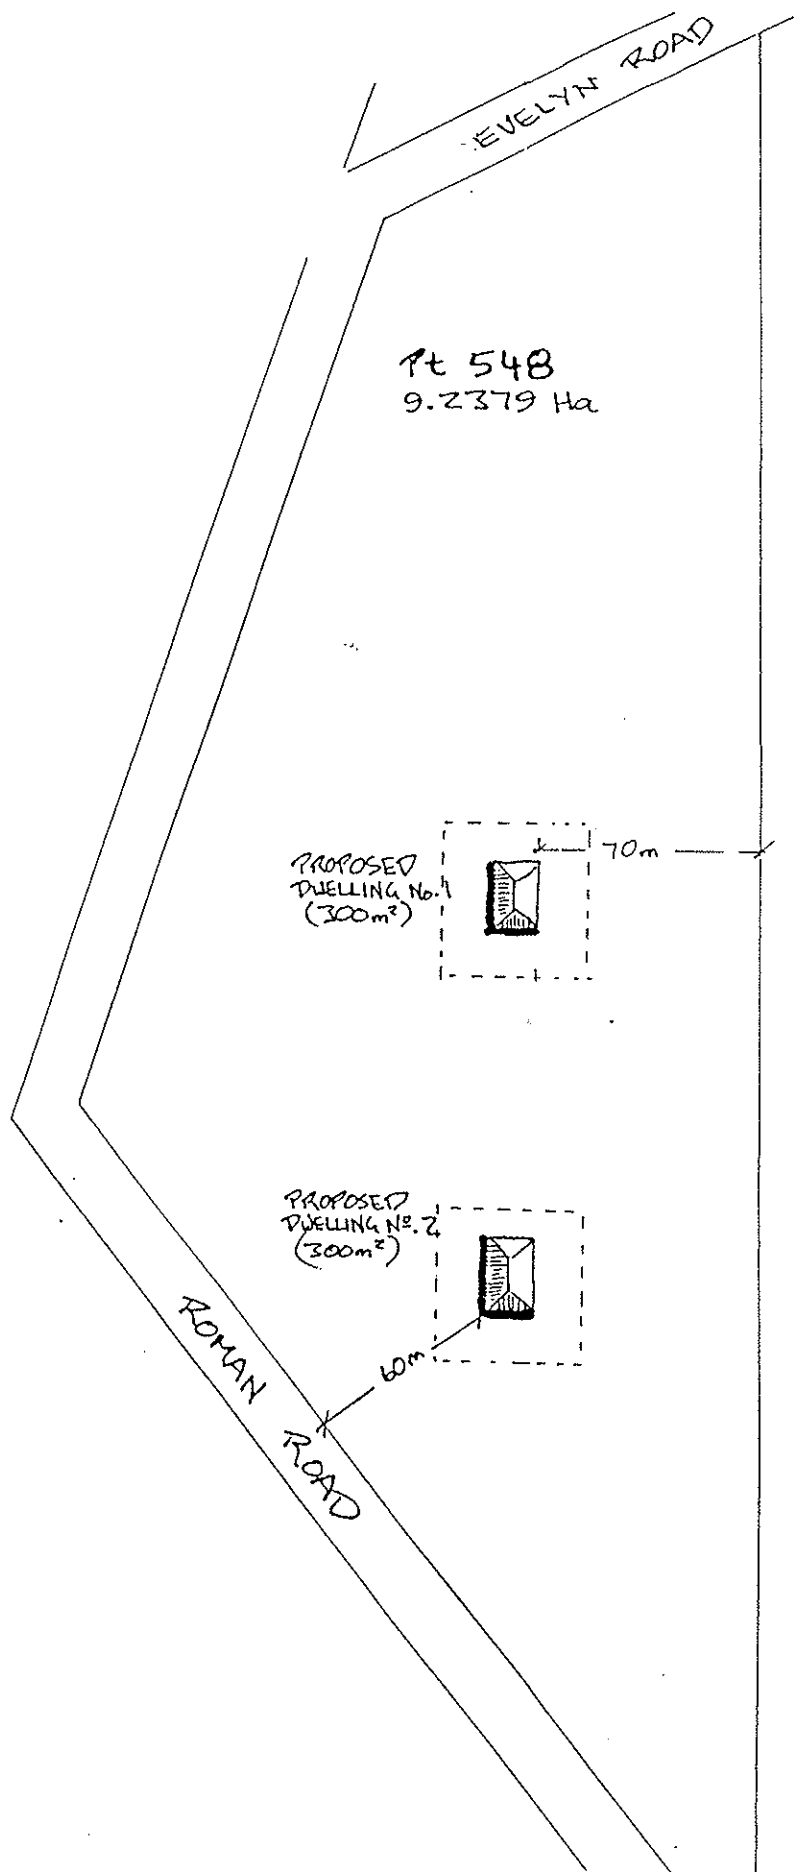 EVELYN ROAD
Pt 548
9.2379 Ha
PROPOSED
DWELLING No.1
(300m²)
70m
PROPOSED
DWELLING Nº.2
(300m²)
60m
ROMAN ROAD